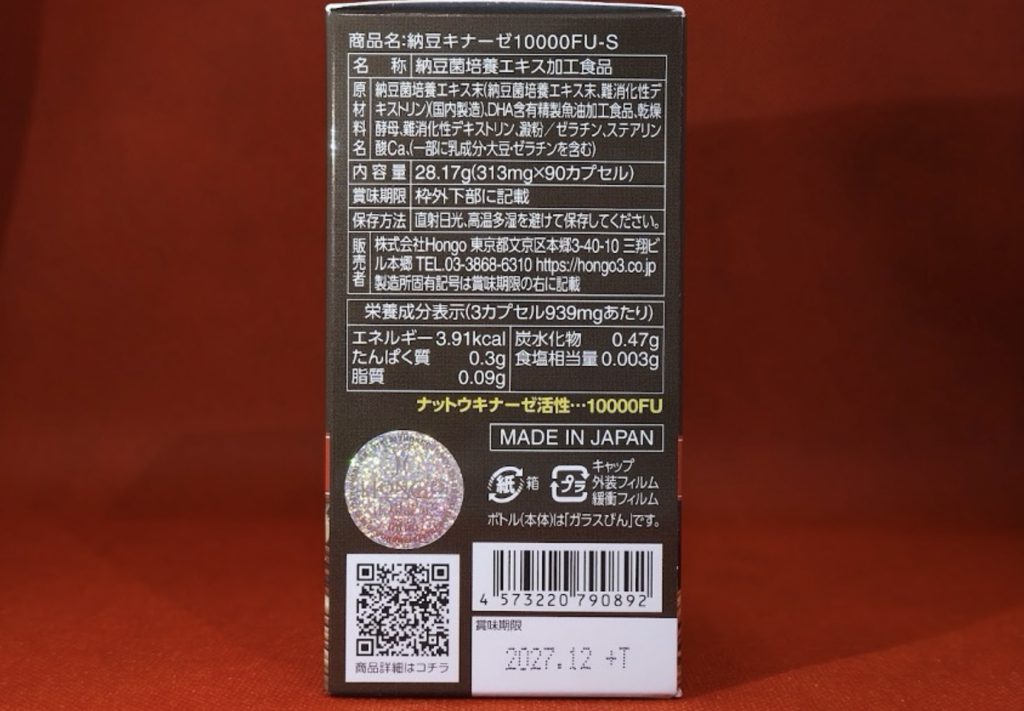 商品名:納豆キナーゼ10000FU-S
名 称 納豆菌培養エキス加工食品
原材料名 納豆菌培養エキス末(納豆菌培養エキス末、難消化性デ
キストリン)(国内製造)、DHA含有精製魚油加工食品、乾燥
酵母、難消化性デキストリン、澱粉/ゼラチン、ステアリン
酸Ca、(一部に乳成分・大豆・ゼラチンを含む)
内容量 28.17g(313mg×90カプセル)
賞味期限 枠外下部に記載
保存方法 直射日光、高温多湿を避けて保存してください。
販売者 株式会社Hongo 東京都文京区本郷3-40-10 三翔ビ
ル本郷 TEL.03-3868-6310 https://hongo3.co.jp
製造所固有記号は賞味期限の右に記載
栄養成分表示(3カプセル939mgあたり)
エネルギー 3.91kcal 炭水化物 0.47g
たんぱく質 0.3g 食塩相当量 0.003g
脂質 0.09g
ナットウキナーゼ活性…10000FU
MADE IN JAPAN
紙 箱 プラ キャップ
外装フィルム
緩衝フィルム
ボトル(本体)は「ガラスびん」です。
4 573220 790892
賞味期限
2027.12 +T
商品詳細はコチラ